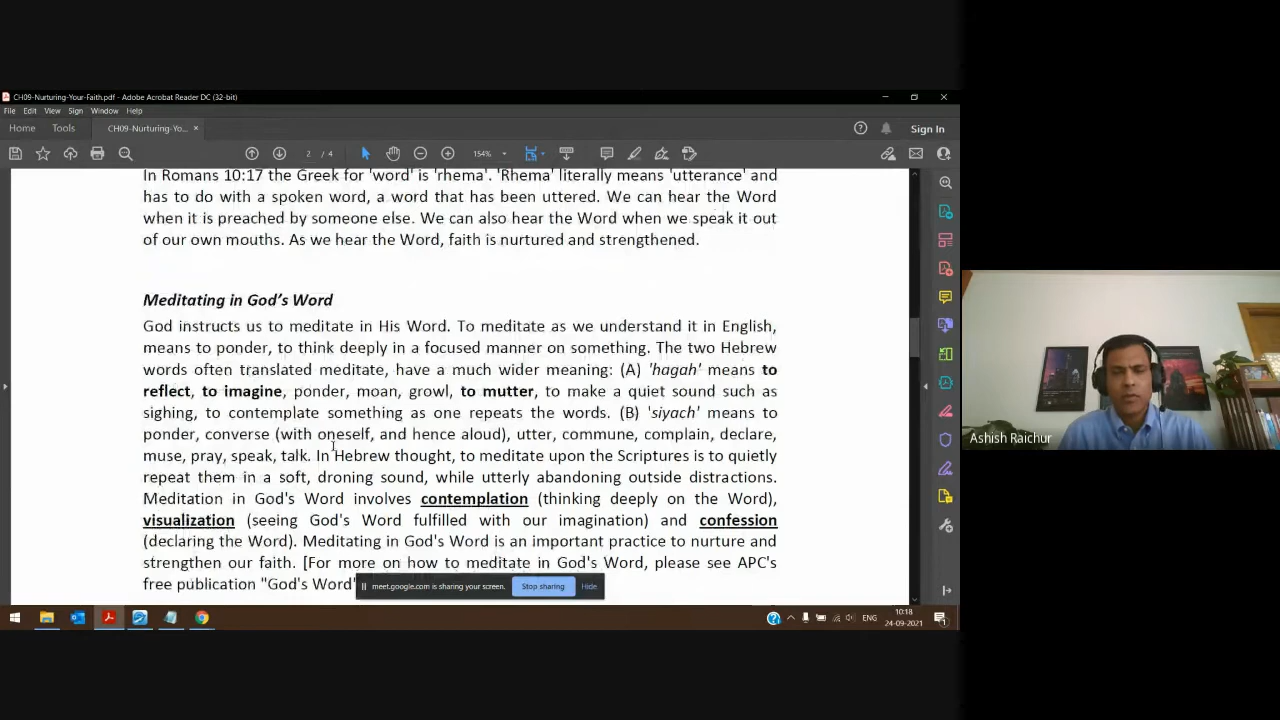 CH09-Nurturing-Your-Faith.pdf - Adobe Acrobat Reader DC (32-bit)
File Edit View Sign Window Help
Home Tools CH09-Nurturing-Yo... × Sign In
2 / 4 154%
In Romans 10:17 the Greek for 'word' is 'rhema'. 'Rhema' literally means 'utterance' and
has to do with a spoken word, a word that has been uttered. We can hear the Word
when it is preached by someone else. We can also hear the Word when we speak it out
of our own mouths. As we hear the Word, faith is nurtured and strengthened.
Meditating in God's Word
God instructs us to meditate in His Word. To meditate as we understand it in English,
means to ponder, to think deeply in a focused manner on something. The two Hebrew
words often translated meditate, have a much wider meaning: (A) 'hagah' means to
reflect, to imagine, ponder, moan, growl, to mutter, to make a quiet sound such as
sighing, to contemplate something as one repeats the words. (B) 'siyach' means to
ponder, converse (with oneself, and hence aloud), utter, commune, complain, declare,
muse, pray, speak, talk. In Hebrew thought, to meditate upon the Scriptures is to quietly
repeat them in a soft, droning sound, while utterly abandoning outside distractions.
Meditation in God's Word involves contemplation (thinking deeply on the Word),
visualization (seeing God's Word fulfilled with our imagination) and confession
(declaring the Word). Meditating in God's Word is an important practice to nurture and
strengthen our faith. [For more on how to meditate in God's Word, please see APC's
free publication "God's Word"
meet.google.com is sharing your screen. Stop sharing Hide
ENG
10:18
24-09-2021
Ashish Raichur